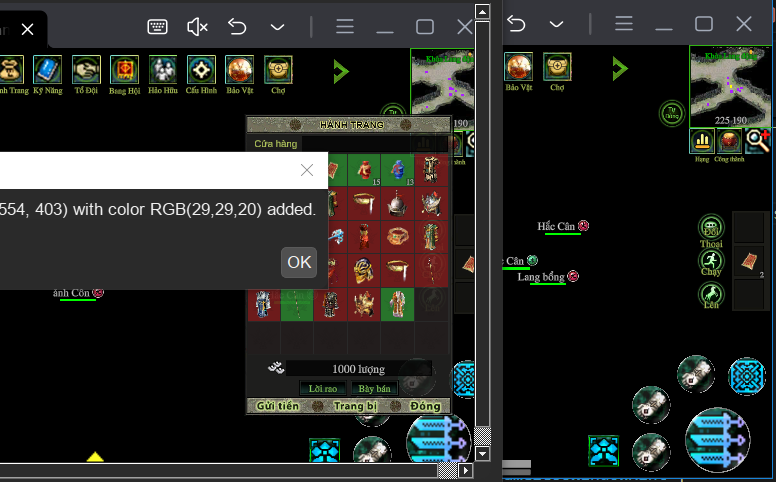 nh Trang Kỹ Năng Tổ Đội Bang Hội Hảo Hữu Cấu Hình Bảo Vật Chợ
HÀNH TRANG
Cửa hàng
15 13
554, 403) with color RGB(29,29,20) added.
OK
ánh Côn
1000 lượng
Lời rao Bày bán
Gửi tiền Trang bị Đóng
Bảo Vật Chợ
225-190
Hạng Công thành
Hắc Cân
Cân
Lang bổng
Đối
Thoại
Chạy
Lên
2